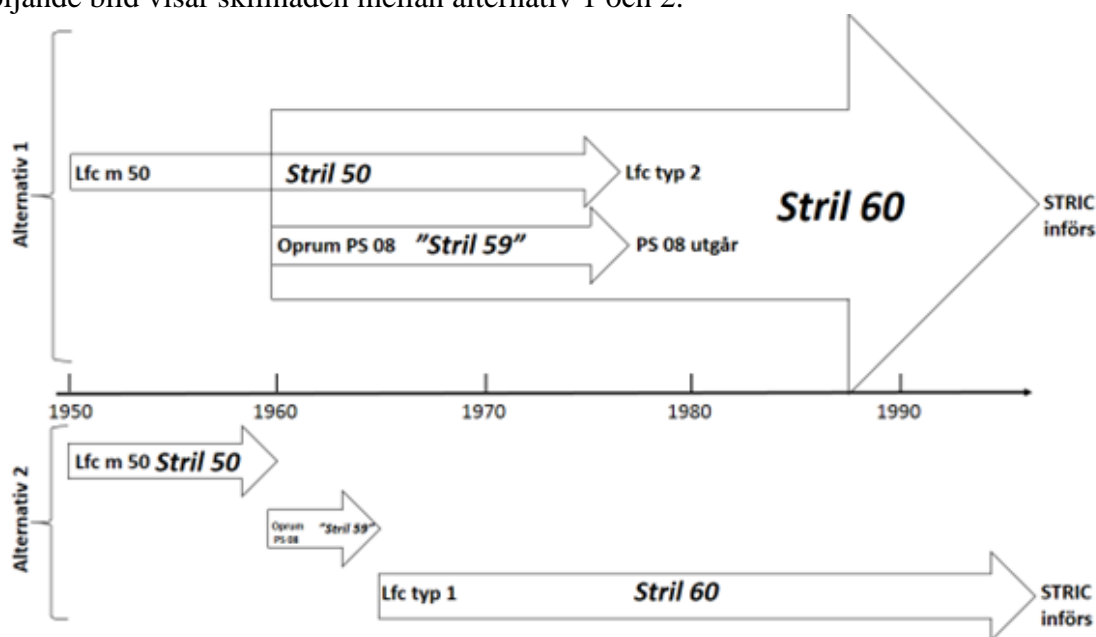 följande bild visar skillnaden mellan alternativ 1 och 2.
Alternativ 1
Lfc m 50
Stril 50
Lfc typ 2
Oprum PS 08
”Stril 59”
PS 08 utgår
Stril 60
STRIC
införs
1950
1960
1970
1980
1990
Alternativ 2
Lfc m 50
Stril 50
Oprum
PS 08
”Stril 59”
Lfc typ 1
Stril 60
STRIC
införs